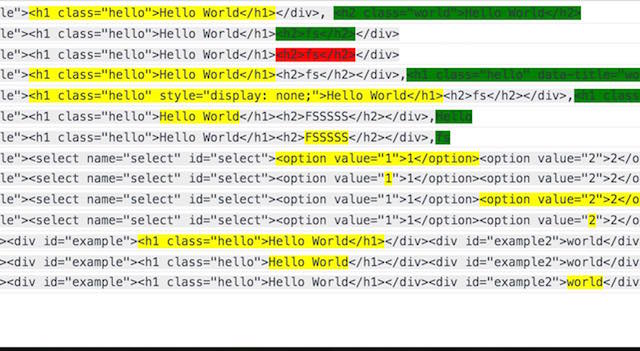 le"><h1 class="hello">Hello World</h1></div>, <h2 class="world">Hello World</h2>
le"><h1 class="hello">Hello World</h1><h2>fs</h2></div>
le"><h1 class="hello">Hello World</h1><h2>fs</h2></div>
le"><h1 class="hello">Hello World</h1><h2>fs</h2></div>,<h1 class="hello" data-title="wo
le"><h1 class="hello" style="display: none;">Hello World</h1><h2>fs</h2></div>,<h1 class
le"><h1 class="hello">Hello World</h1><h2>FSSSSS</h2></div>,Hello
le"><h1 class="hello">Hello World</h1><h2>FSSSSS</h2></div>,fs
le"><select name="select" id="select"><option value="1">1</option><option value="2">2</o
le"><select name="select" id="select"><option value="1">1</option><option value="2">2</o
le"><select name="select" id="select"><option value="1">1</option><option value="2">2</o
le"><select name="select" id="select"><option value="1">1</option><option value="2">2</o
><div id="example"><h1 class="hello">Hello World</h1></div><div id="example2">world</div
><div id="example"><h1 class="hello">Hello World</h1></div><div id="example2">world</div
><div id="example"><h1 class="hello">Hello World</h1></div><div id="example2">world</div